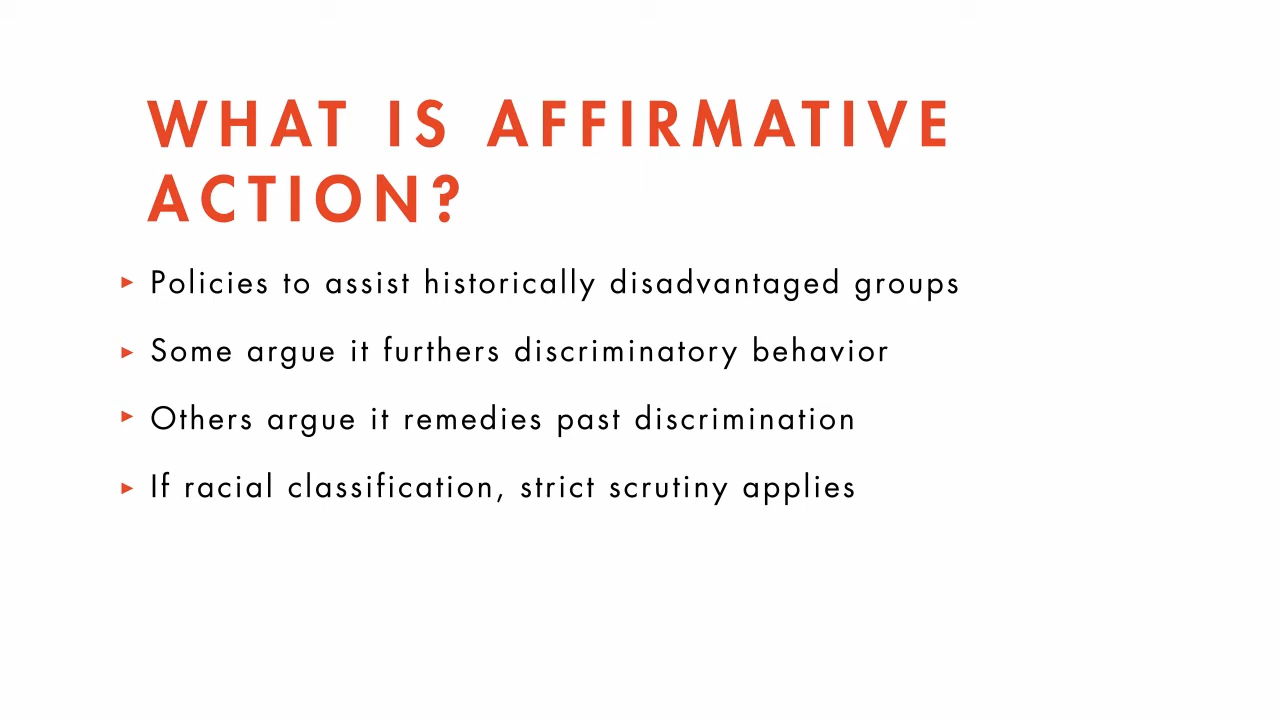 WHAT IS AFFIRMATIVE
ACTION?
▸ Policies to assist historically disadvantaged groups
▸ Some argue it furthers discriminatory behavior
▸ Others argue it remedies past discrimination
▸ If racial classification, strict scrutiny applies